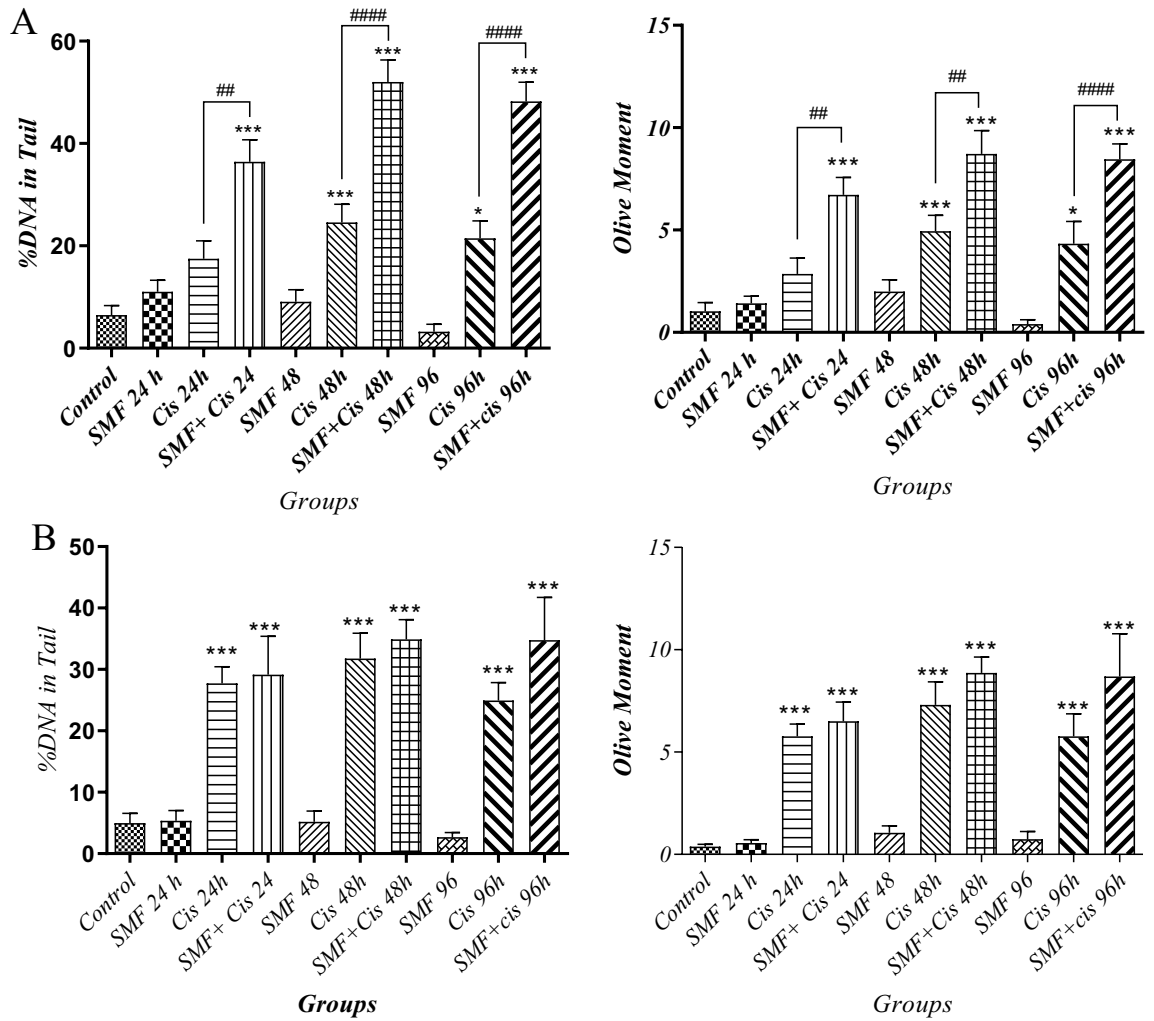 A
%DNA in Tail
60
40
20
0
##
***
***
####
***
*
####
***
Control
SMF 24 h
Cis 24h
SMF+ Cis 24
SMF 48
Cis 48h
SMF+Cis 48h
SMF 96
Cis 96h
SMF+cis 96h
Groups
Olive Moment
15
10
5
0
##
***
***
##
***
*
####
***
Control
SMF 24 h
Cis 24h
SMF+ Cis 24
SMF 48
Cis 48h
SMF+Cis 48h
SMF 96
Cis 96h
SMF+cis 96h
Groups
B
%DNA in Tail
50
40
30
20
10
0
***
***
***
***
***
***
Control
SMF 24 h
Cis 24h
SMF+ Cis 24
SMF 48
Cis 48h
SMF+Cis 48h
SMF 96
Cis 96h
SMF+cis 96h
Groups
Olive Moment
15
10
5
0
***
***
***
***
***
***
Control
SMF 24 h
Cis 24h
SMF+ Cis 24
SMF 48
Cis 48h
SMF+Cis 48h
SMF 96
Cis 96h
SMF+cis 96h
Groups